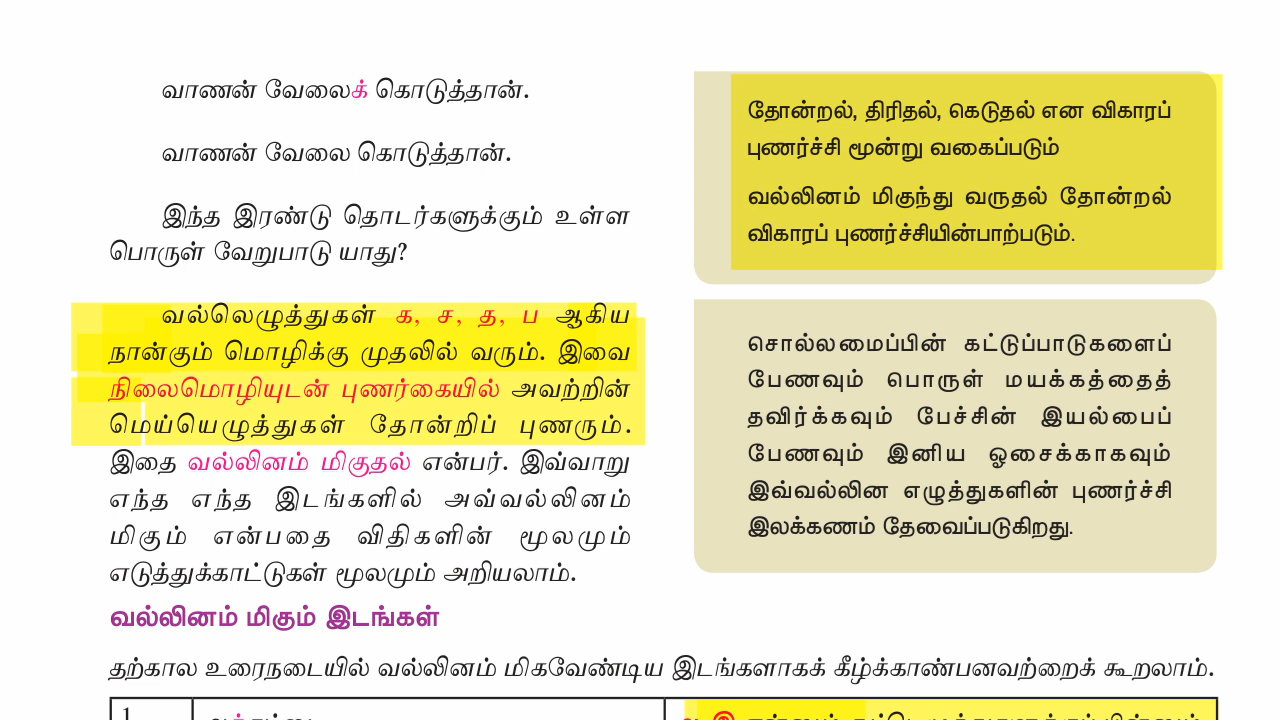 வாணன் வேலைக் கொடுத்தான்.
வாணன் வேலை கொடுத்தான்.
இந்த இரண்டு தொடர்களுக்கும் உள்ள
பொருள் வேறுபாடு யாது?
வல்லெழுத்துகள் க, ச, த, ப ஆகிய
நான்கும் மொழிக்கு முதலில் வரும். இவை
நிலைமொழியுடன் புணர்கையில் அவற்றின்
மெய்யெழுத்துகள் தோன்றிப் புணரும்.
இதை வல்லினம் மிகுதல் என்பர். இவ்வாறு
எந்த எந்த இடங்களில் அவ்வல்லினம்
மிகும் என்பதை விதிகளின் மூலமும்
எடுத்துக்காட்டுகள் மூலமும் அறியலாம்.
தோன்றல், திரிதல், கெடுதல் என விகாரப்
புணர்ச்சி மூன்று வகைப்படும்
வல்லினம் மிகுந்து வருதல் தோன்றல்
விகாரப் புணர்ச்சியின்பாற்படும்.
சொல்லமைப்பின் கட்டுப்பாடுகளைப்
பேணவும் பொருள் மயக்கத்தைத்
தவிர்க்கவும் பேச்சின் இயல்பைப்
பேணவும் இனிய ஓசைக்காகவும்
இவ்வல்லின எழுத்துகளின் புணர்ச்சி
இலக்கணம் தேவைப்படுகிறது.
வல்லினம் மிகும் இடங்கள்
தற்கால உரைநடையில் வல்லினம் மிகவேண்டிய இடங்களாகக் கீழ்க்காண்பனவற்றைக் கூறலாம்.
1